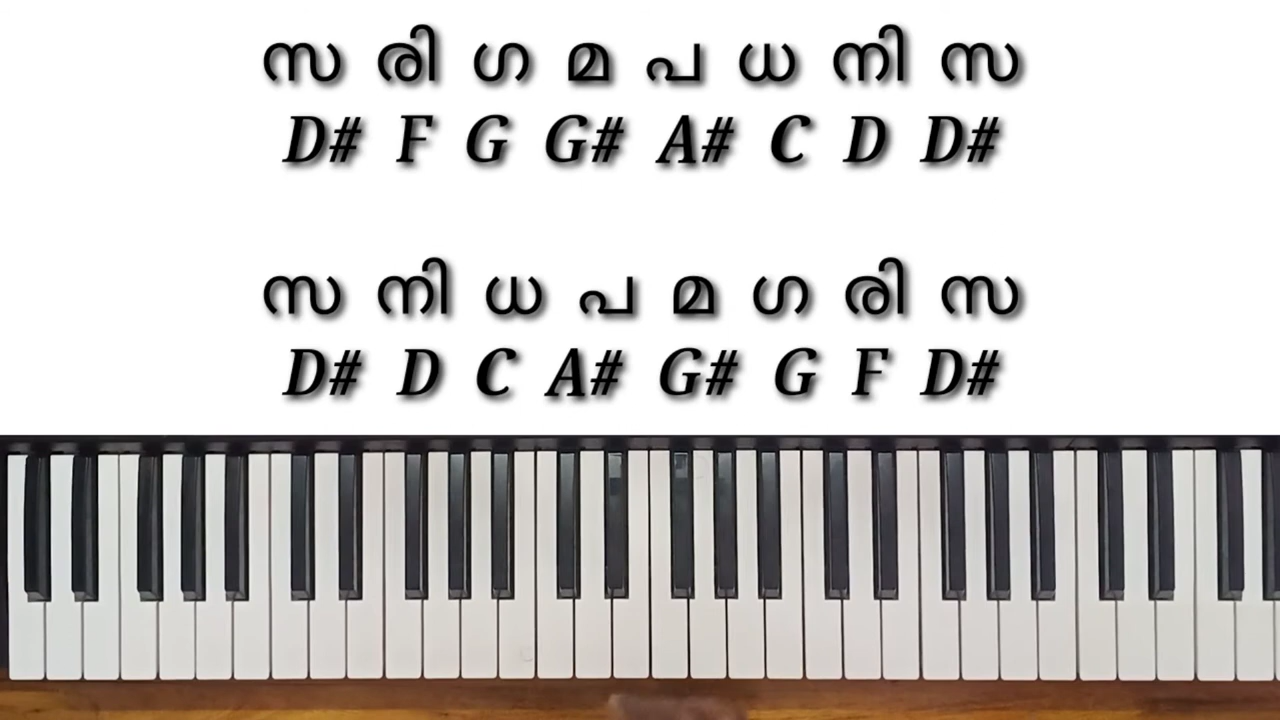 സ രി ഗ മ പ ധ നി സ
D# F G G# A# C D D#
സ നി ധ പ മ ഗ രി സ
D# D C A# G# G F D#